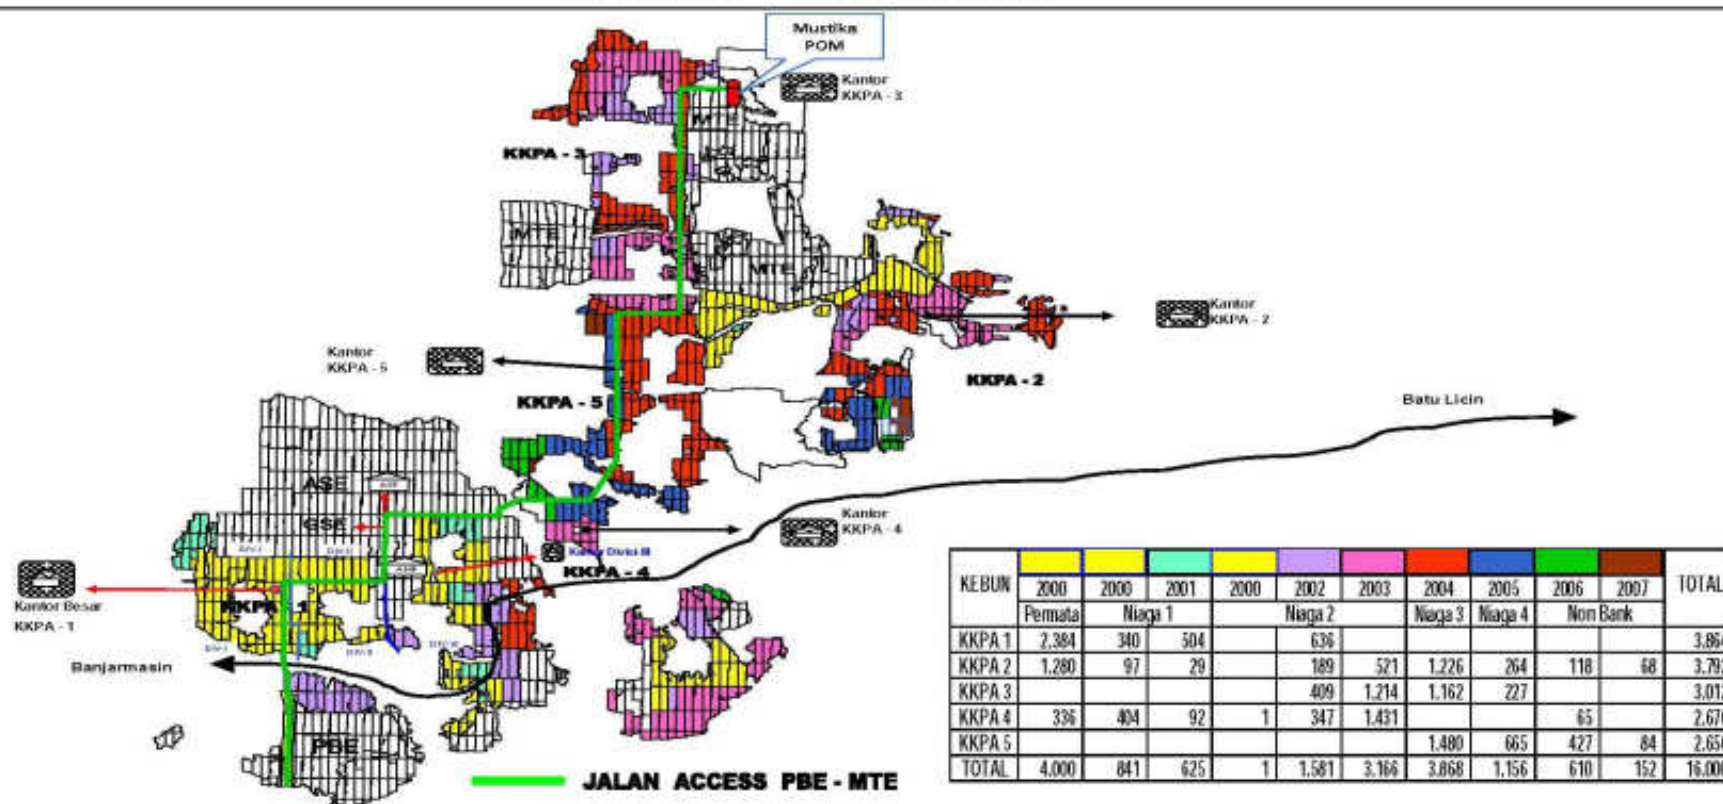 Mustika
POM
Kantor
KKPA - 3
MTE
KKPA - 3
MTE
MTE
Kantor
KKPA - 2
Kantor
KKPA - 5
KKPA - 2
KKPA - 5
Batu Licin
ASE
GSE
Kantor
KKPA - 4
Kantor Divisi III
KKPA - 4
Kantor Besar
KKPA - 1
KKPA 1
Banjarmasin
PBE
JALAN ACCESS PBE - MTE
KEBUN 2000 2000 2001 2000 2002 2003 2004 2005 2006 2007 TOTAL
Permata Niaga 1 Niaga 2 Niaga 3 Niaga 4 Non Bank
KKPA 1 2.384 340 504 636
KKPA 2 1.280 97 29 189 521 1.226 264 118 68
KKPA 3 409 1.214 1.162 227
KKPA 4 336 404 92 1 347 1.431 65
KKPA 5 1.480 665 427 84
TOTAL 4.000 841 625 1 1.581 3.166 3.868 1.156 610 152